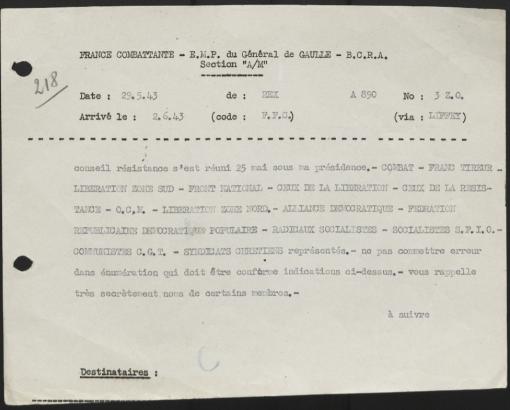 FRANCE COMBATTANTE - E.M.P. du Général de GAULLE - B.C.R.A.
Section "A/M"
218
Date : 29.5.43 de : REX A 890 No : 3 Z.O.
Arrivé le : 2.6.43 (code : F.F.C.) (via : LUFFEY)
conseil résistance s'est réuni 25 mai sous ma présidence.- COMBAT - FRANC TIREUR -
LIBERATION ZONE SUD - FRONT NATIONAL - CEUX DE LA LIBERATION - CEUX DE LA RESIS-
TANCE - O.C.M. - LIBERATION ZONE NORD.- ALLIANCE DEMOCRATIQUE - FEDRATION
REPUBLICAINE DEMOCRATIQUE POPULAIRE - RADICAUX SOCIALISTES - SOCIALISTES S.F.I.O.-
COMMUNISTES C.G.T. - SYNDICATS CHRETIENS représentés.- ne pas commettre erreur
dans énumération qui doit être conforme indications ci-dessus.- vous rappelle
très secrètement noms de certains membres.-
à suivre
Destinataires :